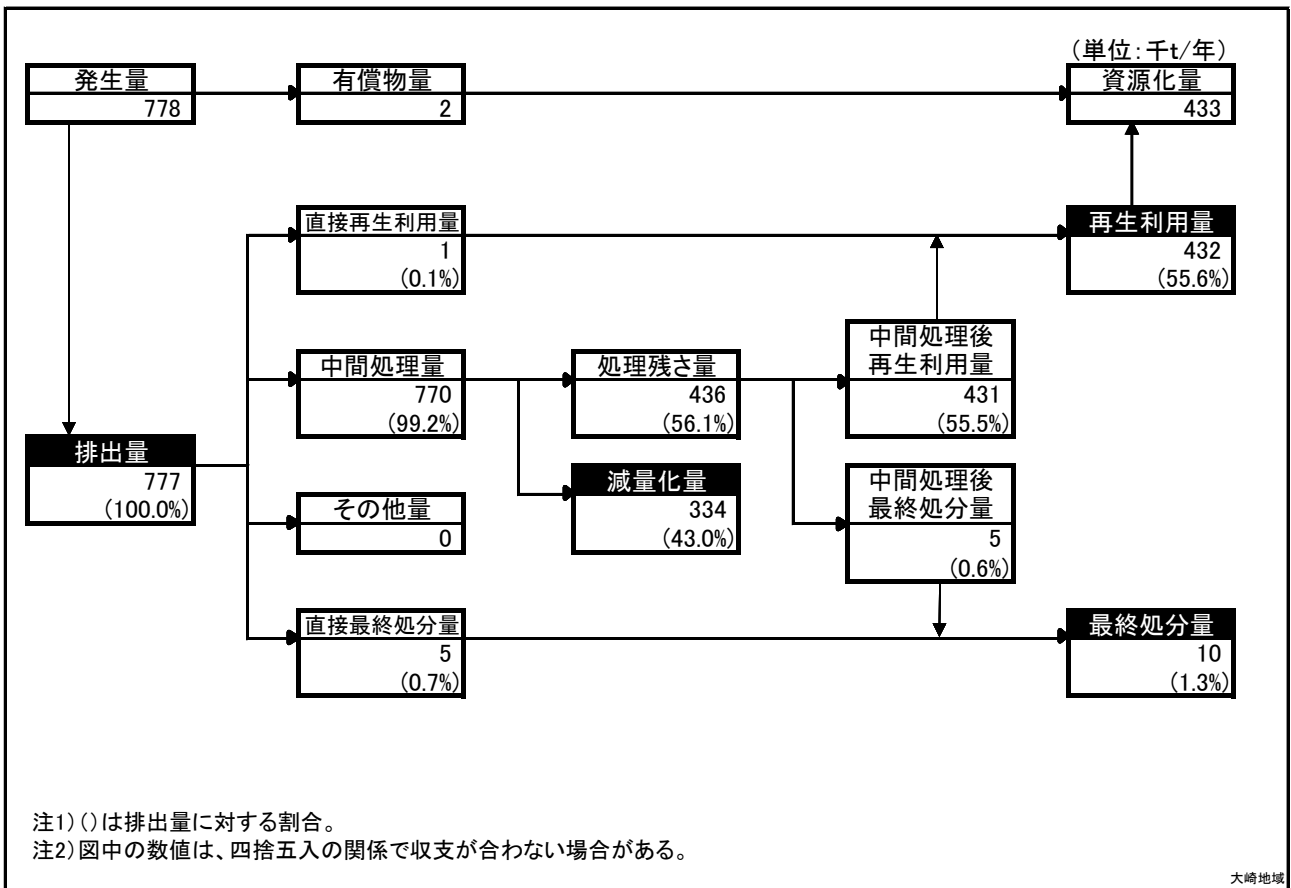 （単位：千t/年）
発生量
778
有償物量
2
資源化量
433
直接再生利用量
1
(0.1%)
再生利用量
432
(55.6%)
中間処理量
770
(99.2%)
処理残さ量
436
(56.1%)
中間処理後
再生利用量
431
(55.5%)
排出量
777
(100.0%)
減量化量
334
(43.0%)
中間処理後
最終処分量
5
(0.6%)
その他量
0
直接最終処分量
5
(0.7%)
最終処分量
10
(1.3%)
注1)（）は排出量に対する割合。
注2) 図中の数値は、四捨五入の関係で収支が合わない場合がある。
大崎地域